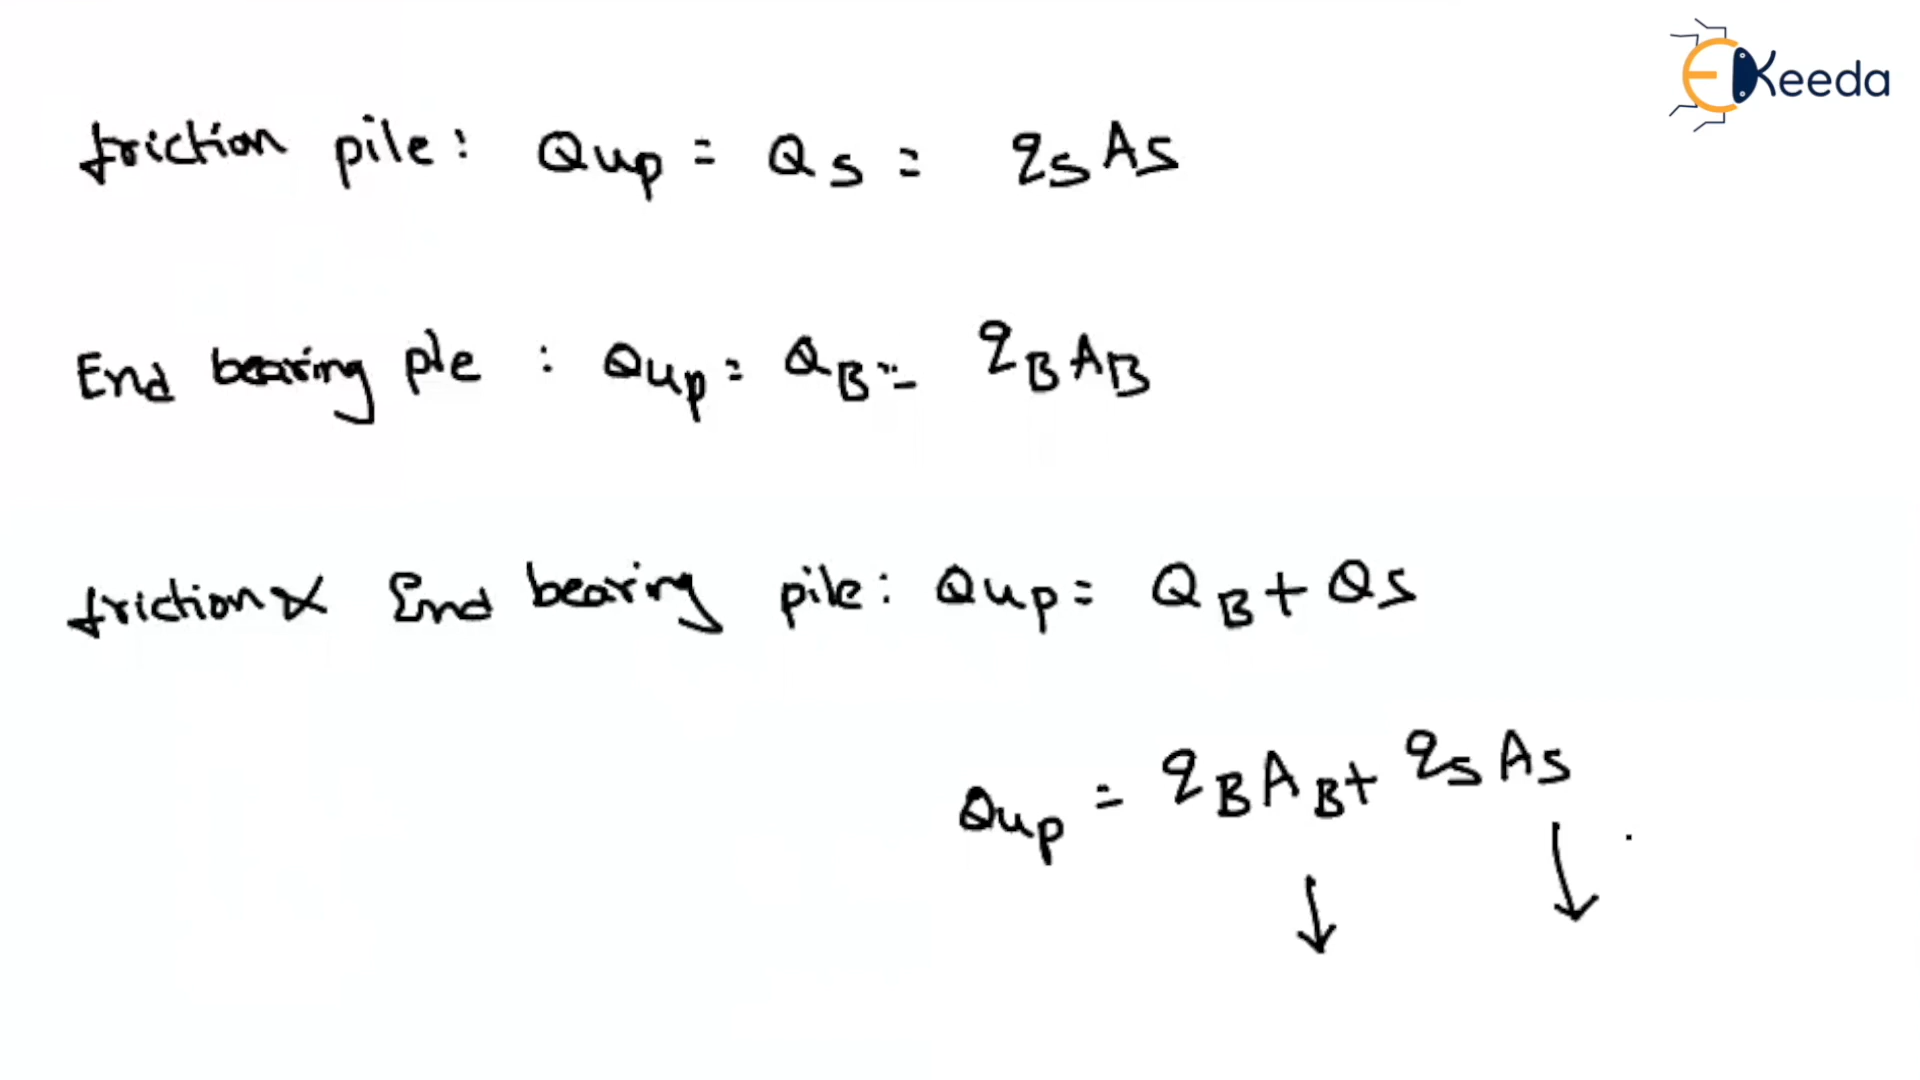 EKeeda
friction pile: Qup = Qs = qs As
End bearing pile : Qup = QB = qB AB
friction & End bearing pile: Qup = QB + Qs
Qup = qB AB + qs As